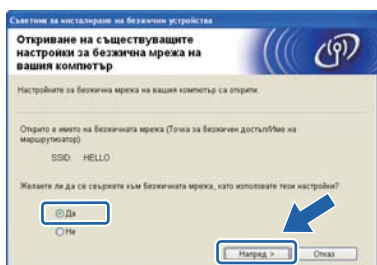 Съветник за инсталиране на безжични устройства
Откриване на съществуващите
настройки за безжична мрежа на
вашия компютър
Настройките за безжична мрежа на вашия компютър са открити.
Открито е името на безжичната мрежа (Точка за безжичен достъп/Име на
маршрутизатор):
SSID: HELLO
Желаете ли да се свържете към безжичната мрежа, като използвате тези настройки?
Да
Не
Напред >
Отказ